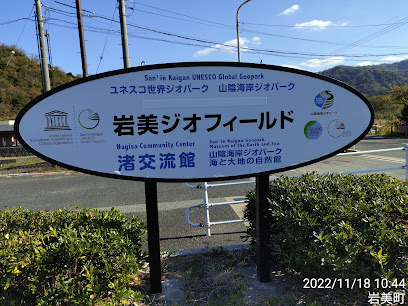 San'in Kaigan UNESCO Global Geopark
ユネスコ世界ジオパーク 山陰海岸ジオパーク
岩美ジオフィールド
Nagisa Community Center
渚交流館
San'in Kaigan Geopark
Museum of the Earth and Sea
山陰海岸ジオパーク
海と大地の自然館
2022/11/18 10:44
岩美町